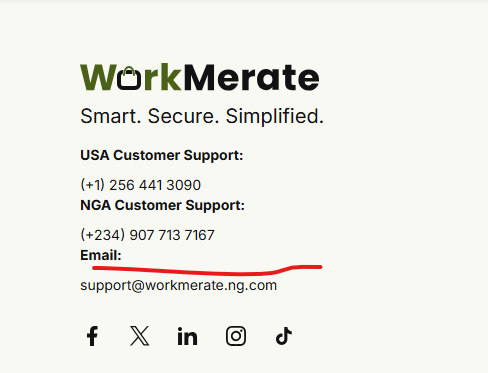 WorkMerate
Smart. Secure. Simplified.
USA Customer Support:
(+1) 256 441 3090
NGA Customer Support:
(+234) 907 713 7167
Email:
support@workmerate.ng.com